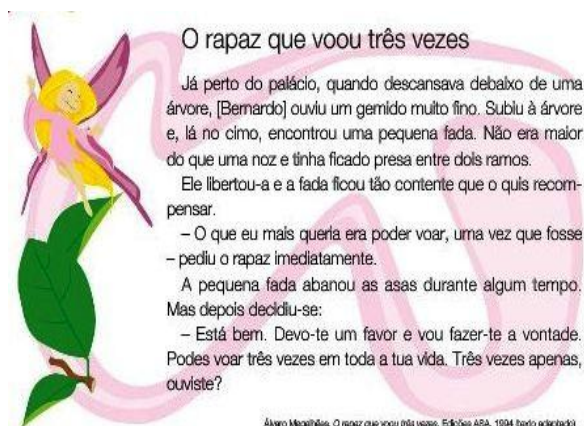 O rapaz que voou três vezes
Já perto do palácio, quando descansava debaixo de uma
árvore, [Bernardo] ouviu um gemido muito fino. Subiu à árvore
e, lá no cimo, encontrou uma pequena fada. Não era maior
do que uma noz e tinha ficado presa entre dois ramos.
Ele libertou-a e a fada ficou tão contente que o quis recom-
pensar.
– O que eu mais queria era poder voar, uma vez que fosse
– pediu o rapaz imediatamente.
A pequena fada abanou as asas durante algum tempo.
Mas depois decidiu-se:
– Está bem. Devo-te um favor e vou fazer-te a vontade.
Podes voar três vezes em toda a tua vida. Três vezes apenas,
ouviste?
Álvaro Magalhães, O rapaz que voou três vezes, Edições ASA, 1994 (texto adaptado)